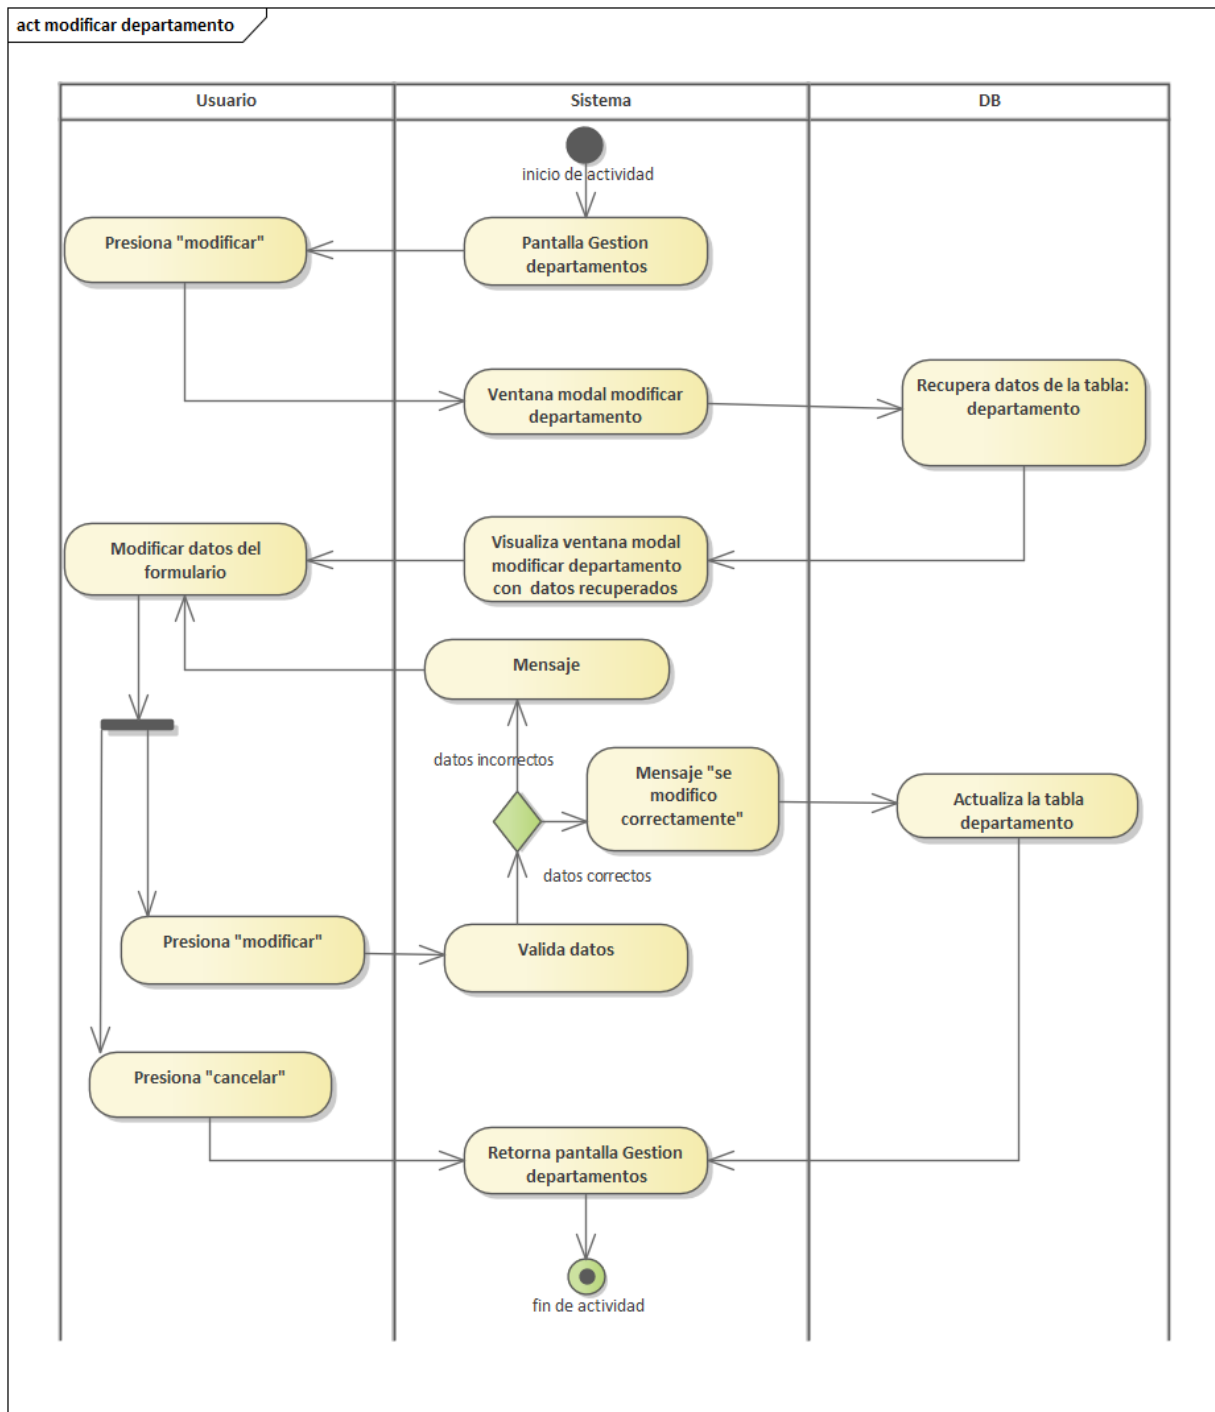 act modificar departamento
Usuario
Sistema
DB
inicio de actividad
Presiona "modificar"
Pantalla Gestion
departamentos
Ventana modal modificar
departamento
Recupera datos de la tabla:
departamento
Modificar datos del
formulario
Visualiza ventana modal
modificar departamento
con datos recuperados
Mensaje
datos incorrectos
Mensaje "se
modifico
correctamente"
Actualiza la tabla
departamento
datos correctos
Presiona "modificar"
Valida datos
Presiona "cancelar"
Retorna pantalla Gestion
departamentos
fin de actividad